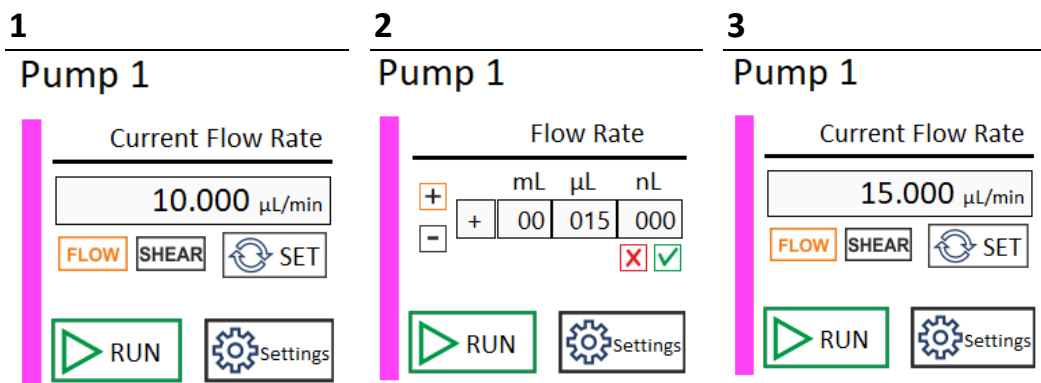 1
Pump 1
Current Flow Rate
10.000 µL/min
FLOW SHEAR SET
RUN Settings
2
Pump 1
Flow Rate
mL µL nL
+
+ 00 015 000
-
RUN Settings
3
Pump 1
Current Flow Rate
15.000 µL/min
FLOW SHEAR SET
RUN Settings